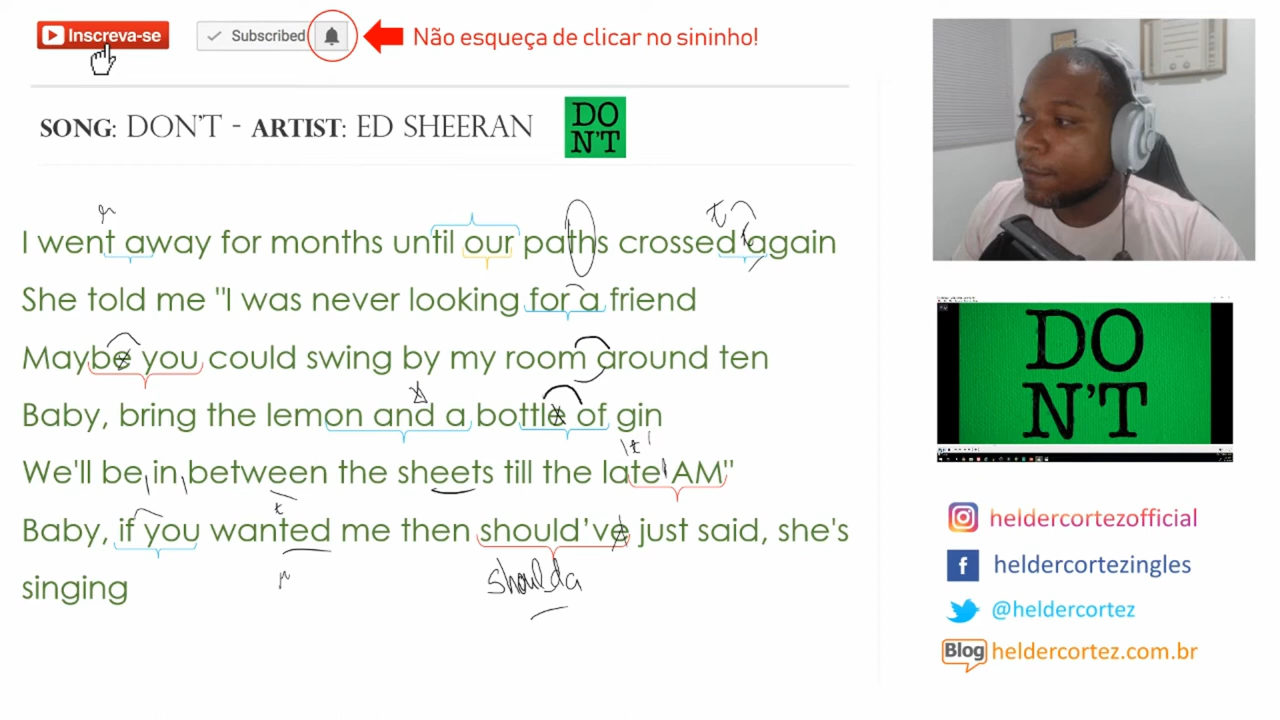 Inscreva-se
Subscribed
Não esqueça de clicar no sininho!
SONG: DON'T - ARTIST: ED SHEERAN
DO
N'T
I went away for months until our paths crossed again
She told me "I was never looking for a friend
Maybe you could swing by my room around ten
Baby, bring the lemon and a bottle of gin
We'll be in between the sheets till the late AM"
Baby, if you wanted me then should've just said, she's
singing
t
t
t
shoulda
DO
N'T
heldercortezofficial
heldercortezingles
@heldercortez
Blog heldercortez.com.br